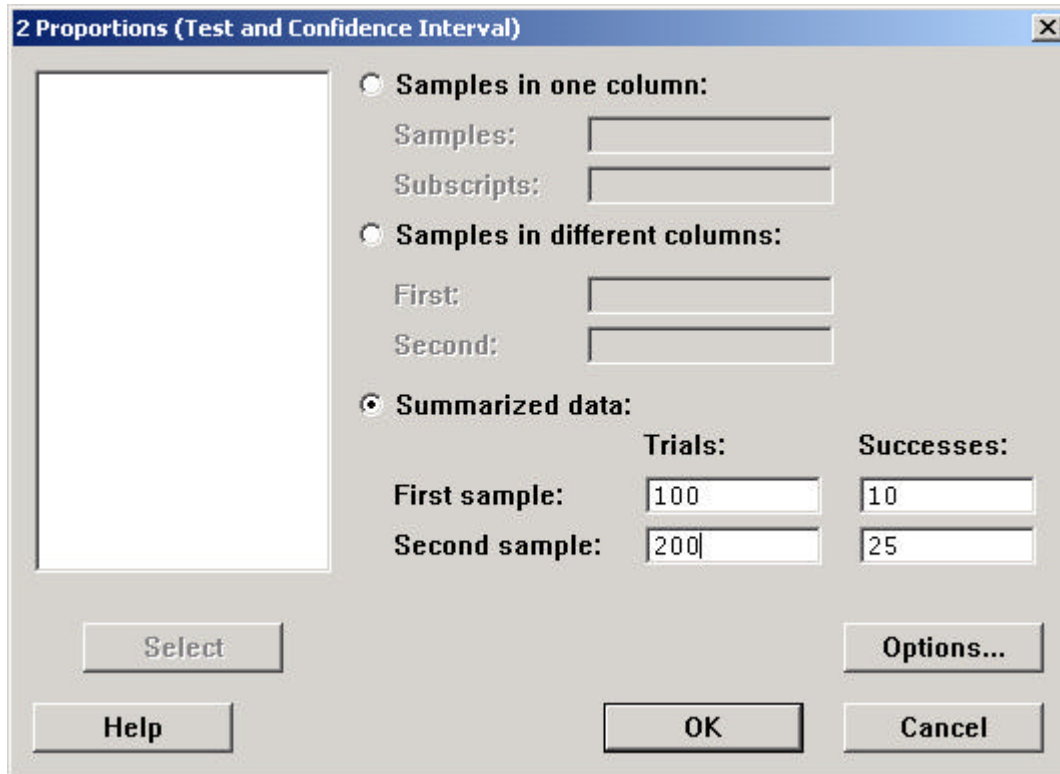 2 Proportions (Test and Confidence Interval)
Samples in one column:
Samples:
Subscripts:
Samples in different columns:
First:
Second:
Summarized data:
Trials: Successes:
First sample: 100 10
Second sample: 200 25
Select Options...
Help OK Cancel